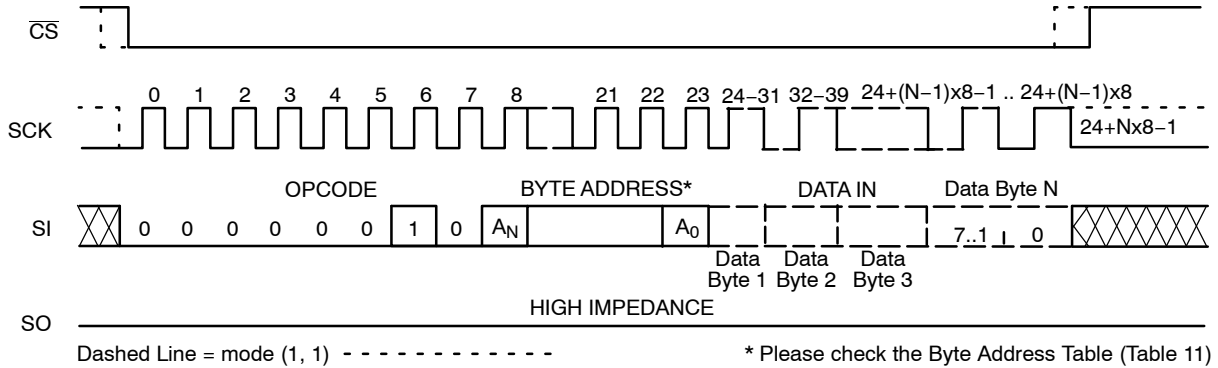 CS
0 1 2 3 4 5 6 7 8 21 22 23 24−31 32−39 24+(N−1)x8−1 .. 24+(N−1)x8
SCK
24+Nx8−1
OPCODE BYTE ADDRESS* DATA IN Data Byte N
SI 0 0 0 0 0 0 1 0 AN A0 7..1 0
Data Byte 1
Data Byte 2
Data Byte 3
HIGH IMPEDANCE
SO
Dashed Line = mode (1, 1) - - - - - - - - - - - -
* Please check the Byte Address Table (Table 11)